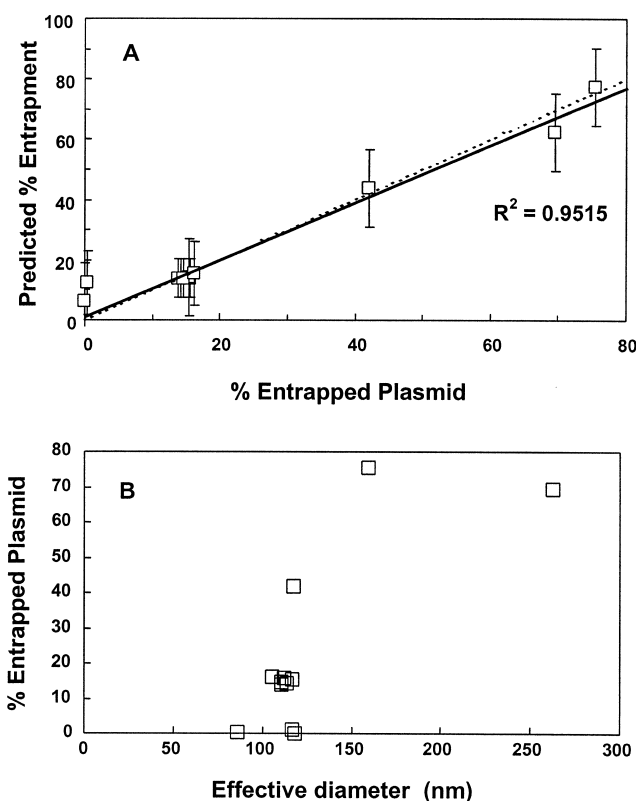 100
A
80
60
40
20
0
Predicted % Entrapment
R² = 0.9515
0 20 40 60 80
% Entrapped Plasmid
80
B
70
60
50
40
30
20
10
0
% Entrapped Plasmid
0 50 100 150 200 250 300
Effective diameter (nm)